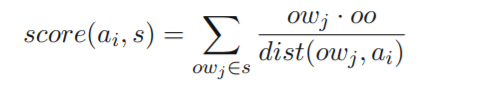 score(a_i, s) = \sum_{ow_j \in s} \frac{ow_j \cdot oo}{dist(ow_j, a_i)}